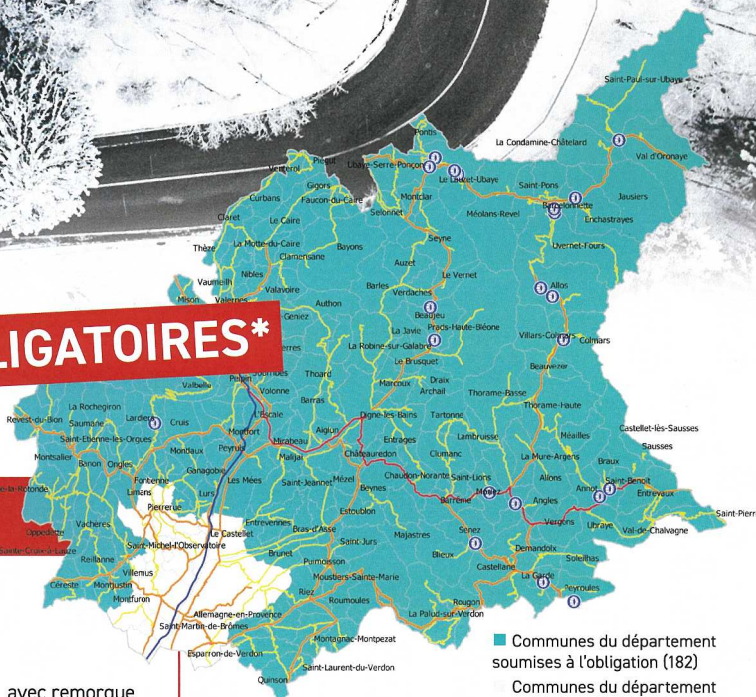 Saint-Paul-sur-Ubaye
Pontis
La Condamine-Châtelard
Val d'Oronaye
Piégut
Venterol
Ubaye-Serre-Ponçon
Le Lauzet-Ubaye
Gigors
Saint-Pons
Jausiers
Curbans
Faucon-du-Caire
Montclar
Barcelonnette
Selonnet
Méolans-Revel
Enchastrayes
Claret
Le Caire
Seyne
Uvernet-Fours
Thèze
La Motte-du-Caire
Bayons
Clamensane
Auzet
Le Vernet
Nibles
Vaumeilh
Valavoire
Barles
Allos
Mison
Valernes
Authon
Verdaches
Beaujeu
-Geniez
La Javie
Prads-Haute-Bléone
LIGATOIRES*
Villars-Colmars
Colmars
La Robine-sur-Galabre
Le Brusquet
Beauvezer
Thoard
Marcoux
Draix
Archail
Valbelle
Peipin
Volonne
Barras
Thorame-Basse
Thorame-Haute
La Rochegiron
L'Escale
Digne-les-Bains
Tartonne
Revest-du-Bion
Saumane
Lardiers
Cruis
Montfort
Aiglun
Castellet-lès-Sausses
Saint-Etienne-les-Orgues
Mirabeau
Entrages
Lambruisse
Méailles
Sausses
Peyruis
Mallemoisson
Châteauredon
Clumanc
La Mure-Argens
Braux
Montsalier
Banon
Ongles
Ganagobie
Les Mées
Saint-Jeannet
Mézel
Chaudon-Norante
Saint-Lions
Allons
Annot
Saint-Benoit
Fontienne
Limans
Lurs
Beynes
Moriez
Barrême
Angles
Entrevaux
Pierrerue
Estoublon
Vergons
Ubraye
Saint-Pierr
Vachères
Entrevennes
Bras-d'Asse
Majastres
Senez
Val-de-Chalvagne
Oppedette
Saint-Michel-l'Observatoire
Le Castellet
Saint-Jurs
Demandolx
Sainte-Croix-à-Lauze
Brunet
Blieux
Soleilhas
Reillanne
Puimoisson
Castellane
Villemus
Moustiers-Sainte-Marie
La Garde
Peyroules
Céreste
Montjustin
Riez
Rougon
Montfuron
Roumoules
La Palud-sur-Verdon
Allemagne-en-Provence
Saint-Martin-de-Brômes
Montagnac-Montpezat
Esparron-de-Verdon
Saint-Laurent-du-Verdon
Quinson
Communes du département
soumises à l'obligation (182)
Communes du département
avec remorque